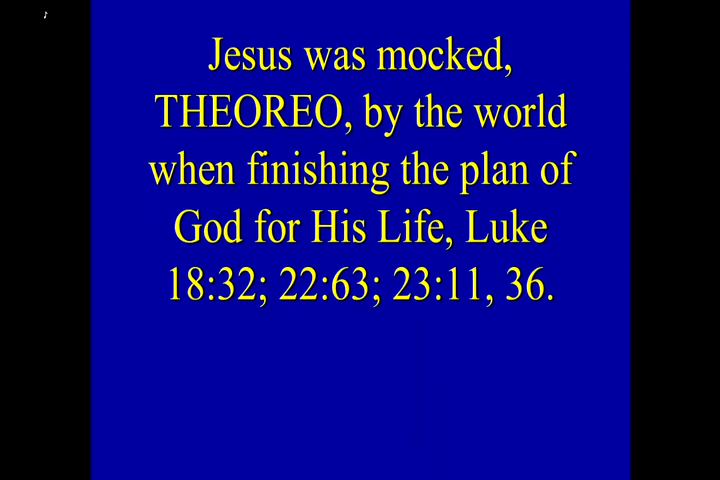 Jesus was mocked,
THEOREO, by the world
when finishing the plan of
God for His Life, Luke
18:32; 22:63; 23:11, 36.